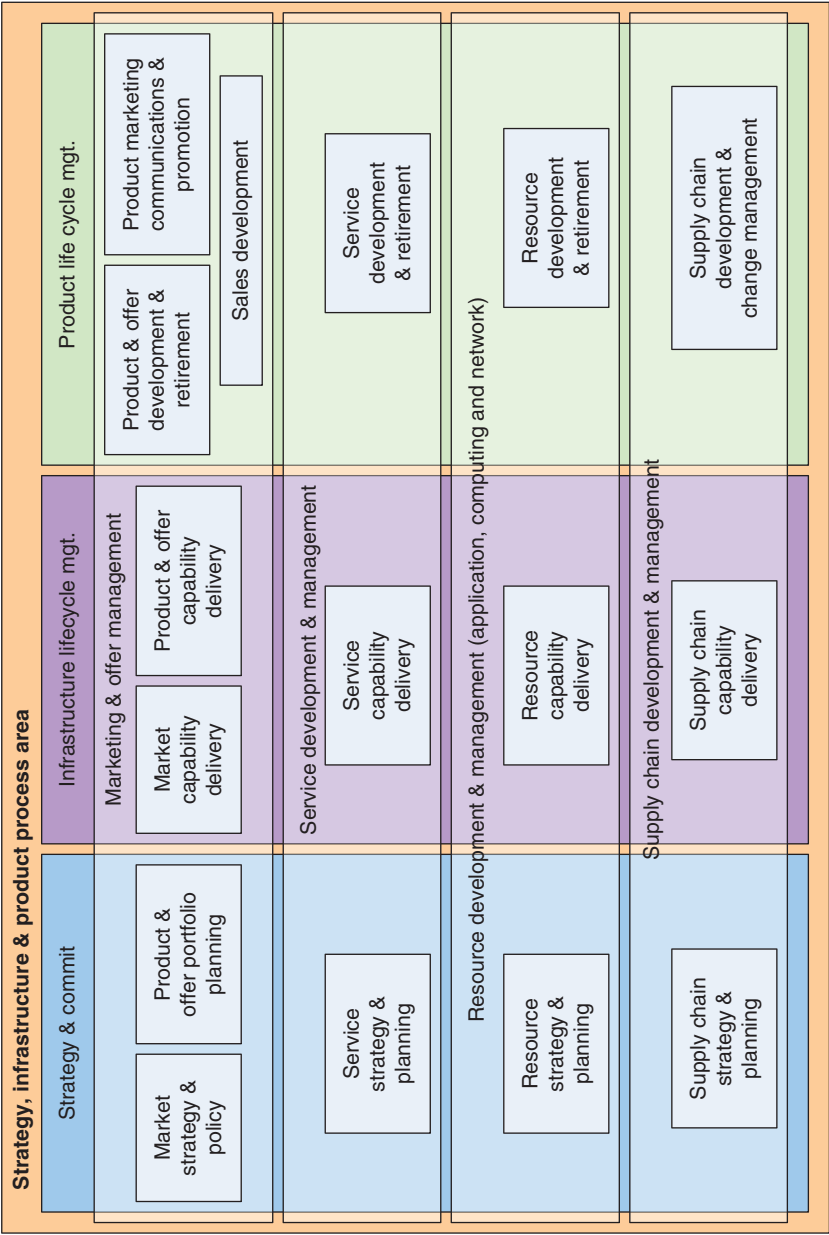 Strategy, infrastructure & product process area
Strategy & commit
Infrastructure lifecycle mgt.
Product life cycle mgt.
Marketing & offer management
Market
strategy &
policy
Product &
offer portfolio
planning
Market
capability
delivery
Product & offer
capability
delivery
Product & offer
development &
retirement
Product marketing
communications &
promotion
Sales development
Service development & management
Service
strategy &
planning
Service
capability
delivery
Service
development
& retirement
Resource development & management (application, computing and network)
Resource
strategy &
planning
Resource
capability
delivery
Resource
development
& retirement
Supply chain development & management
Supply chain
strategy &
planning
Supply chain
capability
delivery
Supply chain
development &
change management